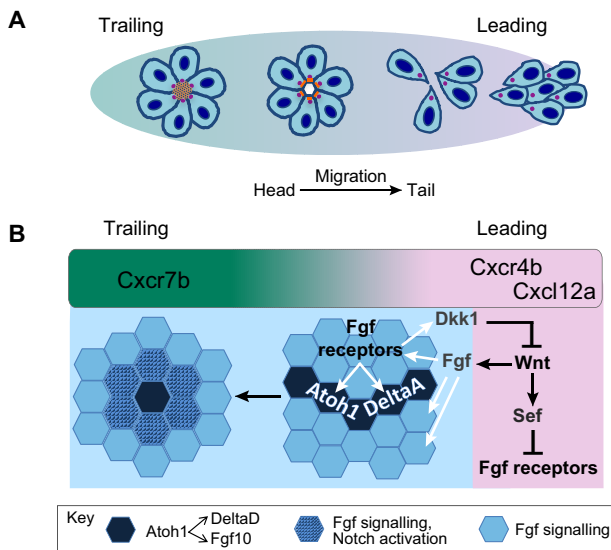 A
Trailing
Leading
Migration
Head
Tail
B
Trailing
Leading
Cxcr7b
Cxcr4b
Cxcl12a
Fgf receptors
Dkk1
Fgf
Wnt
Atoh1
DeltaA
Sef
Fgf receptors
Key
Atoh1
DeltaD
Fgf10
Fgf signalling,
Notch activation
Fgf signalling